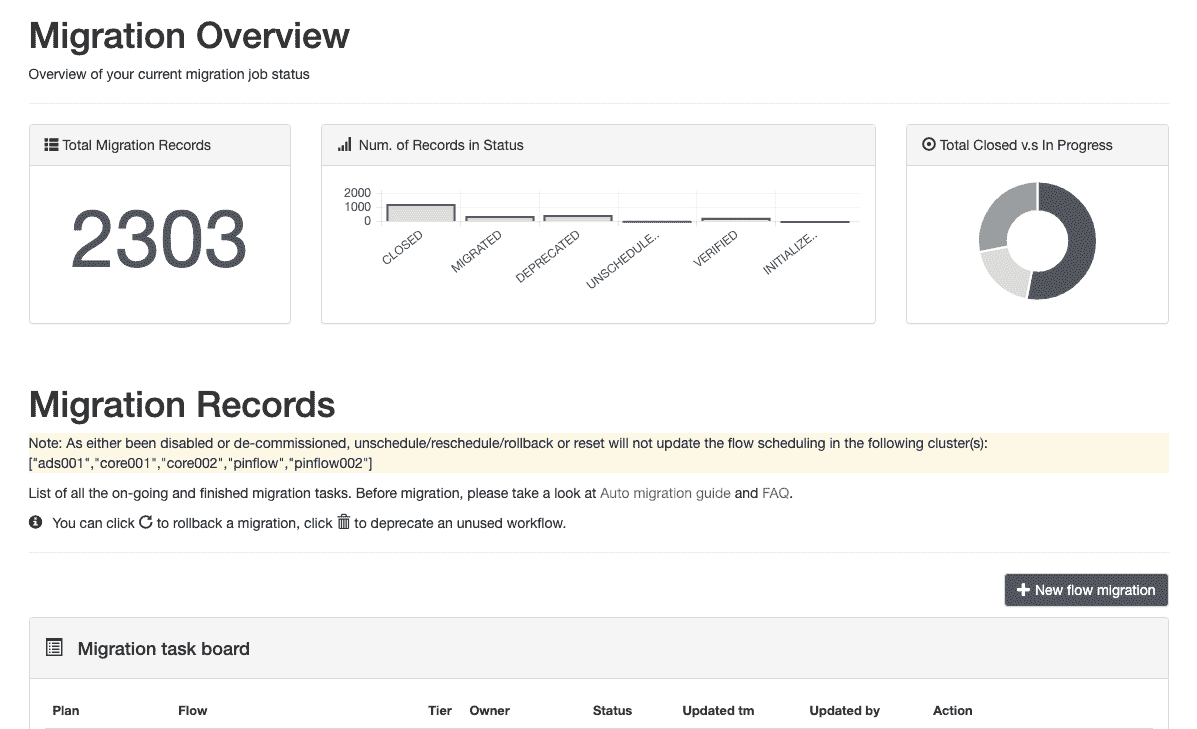 Migration Overview
Overview of your current migration job status
Total Migration Records
2303
Num. of Records in Status
2000
1000
0
CLOSED
MIGRATED
DEPRECATED
UNSCHEDULE..
VERIFIED
INITIALIZE..
Total Closed v.s In Progress
Migration Records
Note: As either been disabled or de-commissioned, unschedule/reschedule/rollback or reset will not update the flow scheduling in the following cluster(s):
["ads001","core001","core002","pinflow","pinflow002"]
List of all the on-going and finished migration tasks. Before migration, please take a look at Auto migration guide and FAQ.
You can click to rollback a migration, click to deprecate an unused workflow.
New flow migration
Migration task board
Plan Flow Tier Owner Status Updated tm Updated by Action